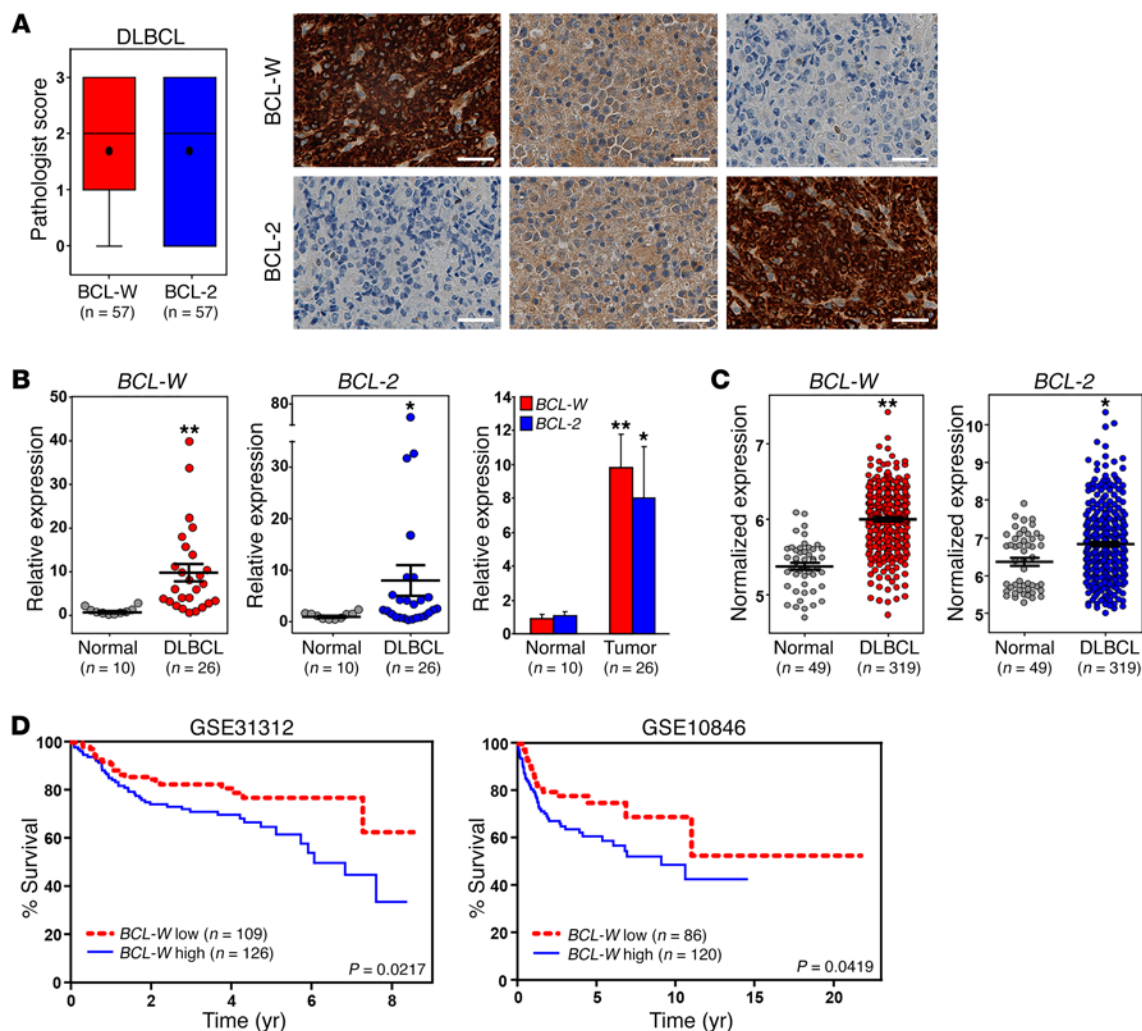 A
DLBCL
Pathologist score
3
2
1
0
BCL-W
(n = 57)
BCL-2
(n = 57)
BCL-W
BCL-2
B
BCL-W
Relative expression
50
40
30
20
10
0
**
Normal
(n = 10)
DLBCL
(n = 26)
BCL-2
Relative expression
80
60
30
20
10
0
*
Normal
(n = 10)
DLBCL
(n = 26)
Relative expression
14
12
10
8
6
4
2
0
BCL-W
BCL-2
**
*
Normal
(n = 10)
Tumor
(n = 26)
C
BCL-W
Normalized expression
7
6
5
**
Normal
(n = 49)
DLBCL
(n = 319)
BCL-2
Normalized expression
10
9
8
7
6
5
*
Normal
(n = 49)
DLBCL
(n = 319)
D
GSE31312
% Survival
100
80
60
40
20
0
BCL-W low (n = 109)
BCL-W high (n = 126)
P = 0.0217
0
2
4
6
8
Time (yr)
GSE10846
% Survival
100
80
60
40
20
0
BCL-W low (n = 86)
BCL-W high (n = 120)
P = 0.0419
0
5
10
15
20
Time (yr)